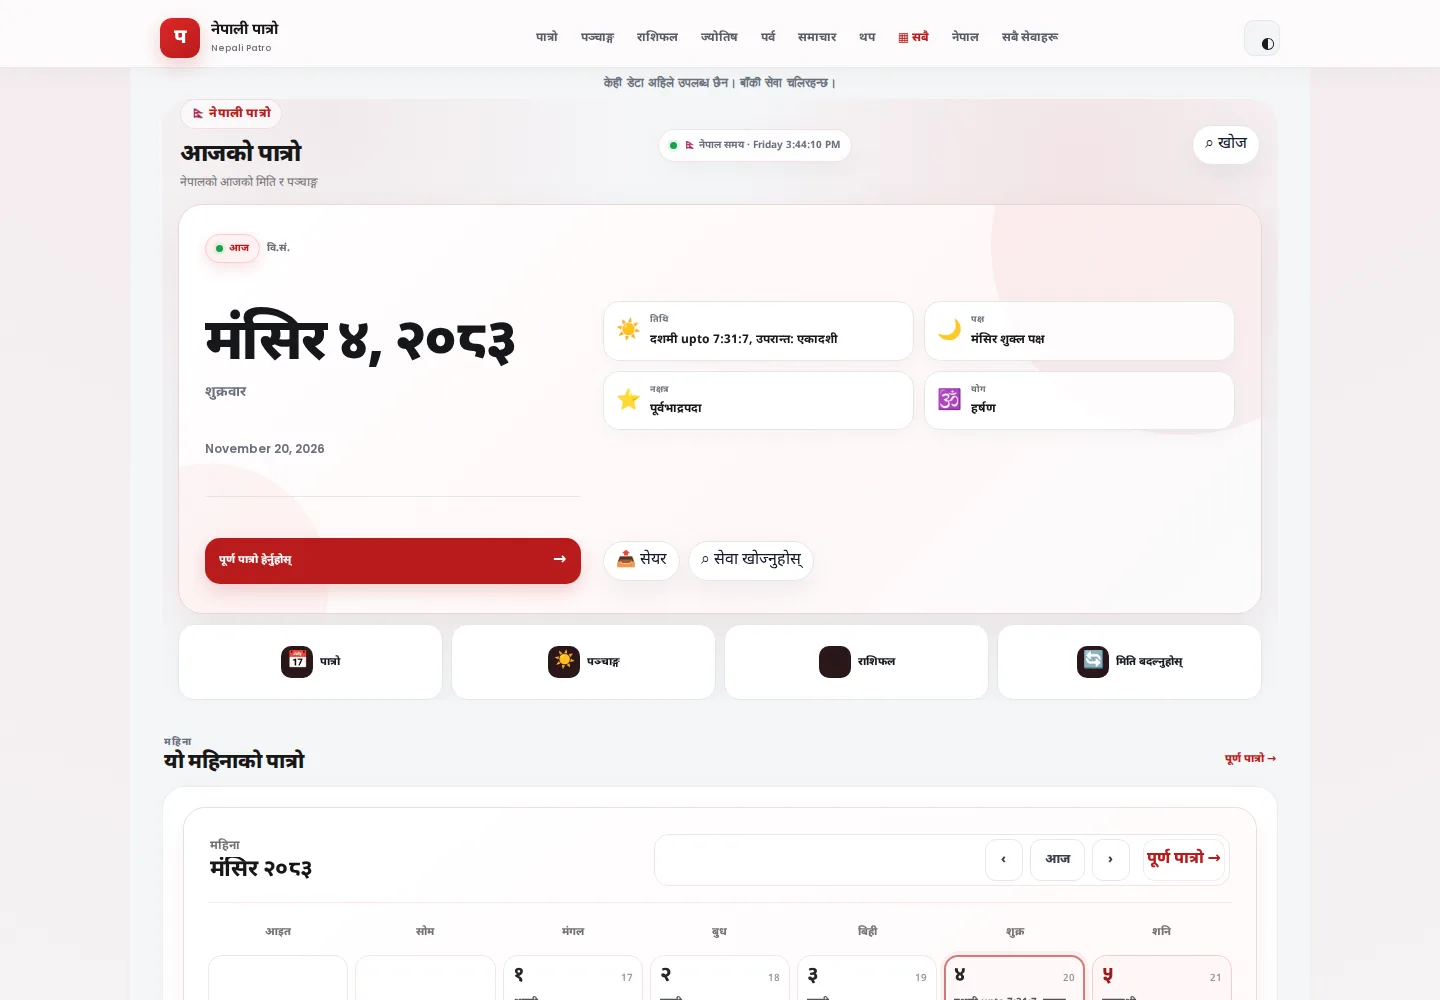 प
नेपाली पात्रो
Nepali Patro
पात्रो पञ्चाङ्ग राशिफल ज्योतिष पर्व समाचार थप ▦ सबै नेपाल सबै सेवाहरू
केही डेटा अहिले उपलब्ध छैन। बाँकी सेवा चलिरहन्छ।
नेपाली पात्रो
आजको पात्रो
नेपालको आजको मिति र पञ्चाङ्ग
नेपाल समय · Friday 3:44:10 PM
⌕ खोज
आज वि.सं.
मंसिर ४, २०८३
शुक्रवार
November 20, 2026
तिथि
दशमी upto 7:31:7, उपरान्त: एकादशी
पक्ष
मंसिर शुक्ल पक्ष
नक्षत्र
पूर्वभाद्रपदा
योग
हर्षण
पूर्ण पात्रो हेर्नुहोस् →
सेयर
⌕ सेवा खोज्नुहोस्
पात्रो
पञ्चाङ्ग
राशिफल
मिति बदल्नुहोस्
महिना
यो महिनाको पात्रो
पूर्ण पात्रो →
महिना
मंसिर २०८३
‹ आज › पूर्ण पात्रो →
आइत सोम मंगल बुध बिही शुक्र शनि
१ 17 २ 18 ३ 19 ४ 20 ५ 21